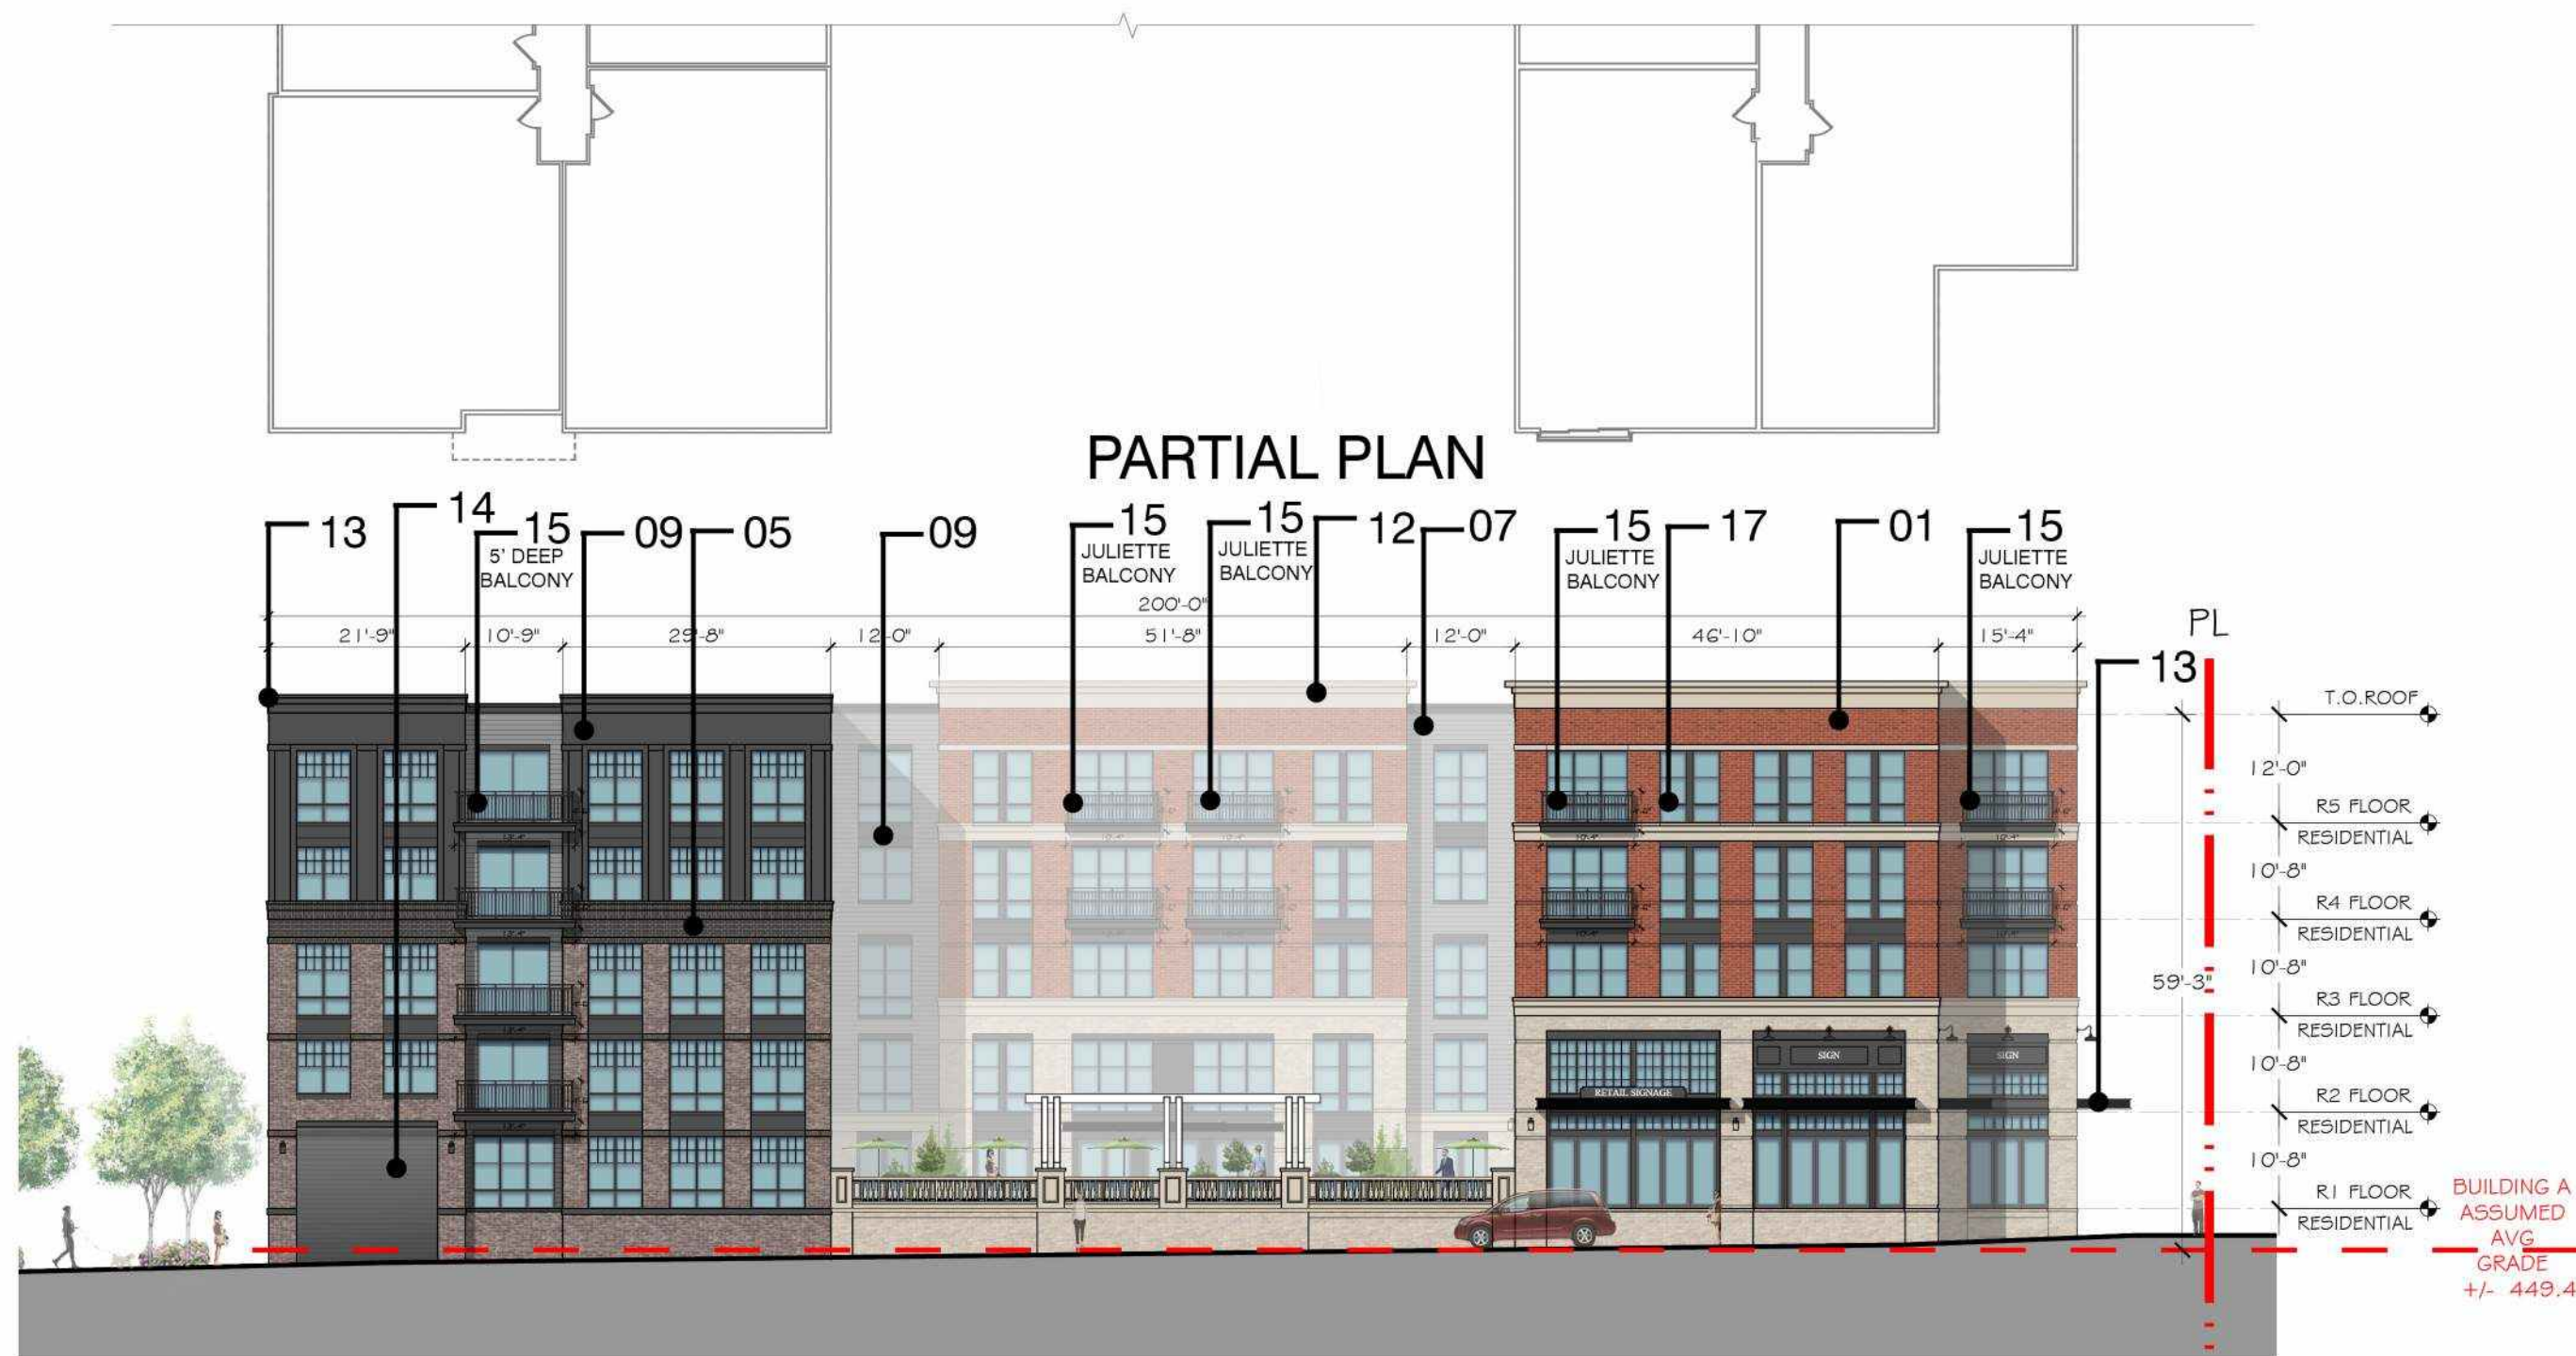 PARTIAL PLAN
13
14
15
5' DEEP
BALCONY
09
05
09
15
JULIETTE
BALCONY
15
JULIETTE
BALCONY
12
07
15
JULIETTE
BALCONY
17
01
15
JULIETTE
BALCONY
200'-0"
21'-9"
10'-9"
29'-8"
12'-0"
51'-8"
12'-0"
46'-10"
15'-4"
PL
13
T.O.ROOF
12'-0"
R5 FLOOR
RESIDENTIAL
10'-8"
R4 FLOOR
RESIDENTIAL
10'-8"
59'-3"
R3 FLOOR
RESIDENTIAL
10'-8"
R2 FLOOR
RESIDENTIAL
10'-8"
R1 FLOOR
RESIDENTIAL
SIGN
SIGN
RETAIL SIGNAGE
BUILDING A
ASSUMED
AVG
GRADE
+/- 449.4